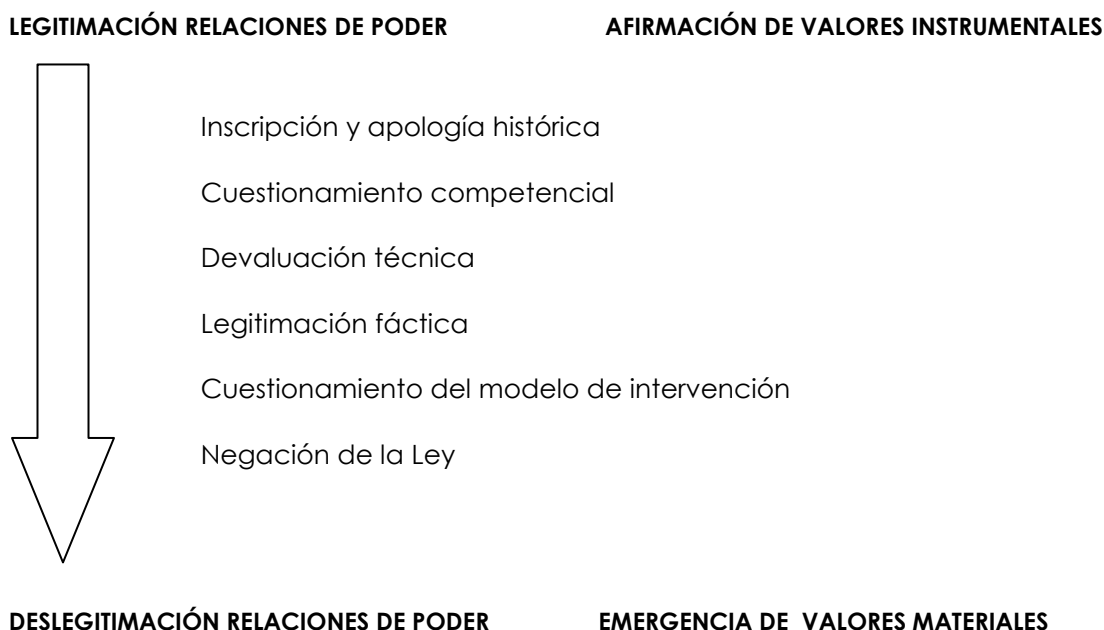 LEGITIMACIÓN RELACIONES DE PODER AFIRMACIÓN DE VALORES INSTRUMENTALES
Inscripción y apología histórica
Cuestionamiento competencial
Devaluación técnica
Legitimación fáctica
Cuestionamiento del modelo de intervención
Negación de la Ley
DESLEGITIMACIÓN RELACIONES DE PODER EMERGENCIA DE VALORES MATERIALES